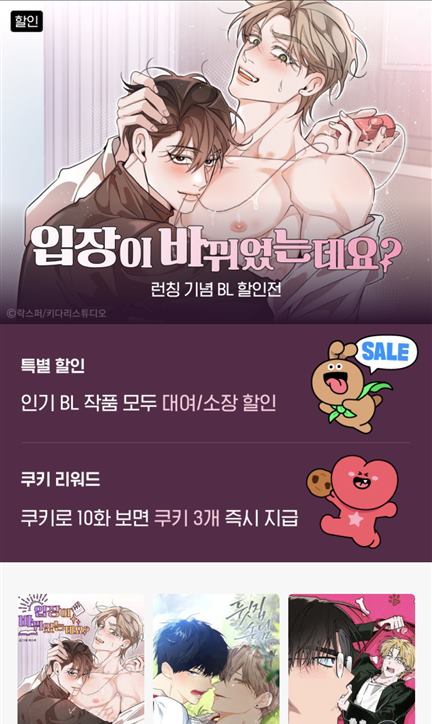 할인
입장이 바뀌었는데요?
런칭 기념 BL 할인전
©락스퍼/키다리스튜디오
특별 할인
SALE
인기 BL 작품 모두 대여/소장 할인
쿠키 리워드
쿠키로 10화 보면 쿠키 3개 즉시 지급
입장이
바뀌었는데요?
뒷집